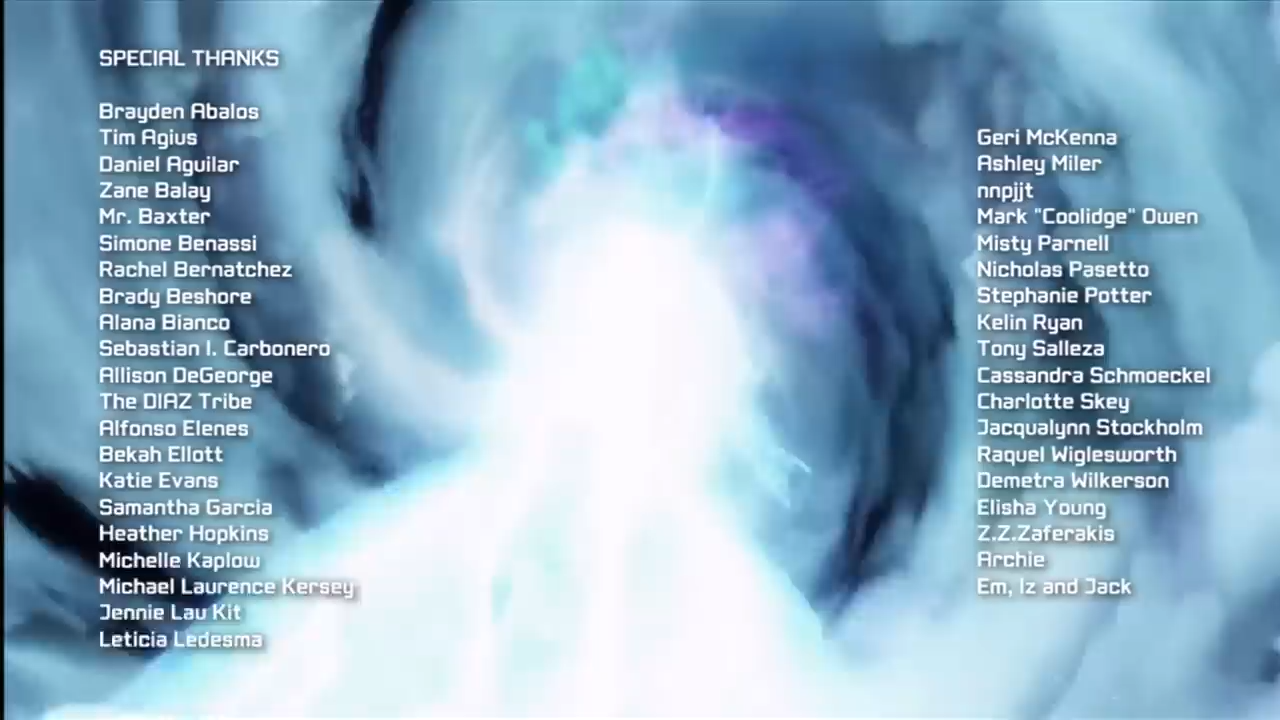 SPECIAL THANKS
Brayden Abalos
Tim Agius
Daniel Aguilar
Zane Balay
Mr. Baxter
Simone Benassi
Rachel Bernatchez
Brady Beshore
Alana Bianco
Sebastian I. Carbonero
Allison DeGeorge
The DIAZ Tribe
Alfonso Elenes
Bekah Ellott
Katie Evans
Samantha Garcia
Heather Hopkins
Michelle Kaplow
Michael Laurence Kersey
Jennie Lau Kit
Leticia Ledesma
Geri McKenna
Ashley Miler
nnpjjt
Mark "Coolidge" Owen
Misty Parnell
Nicholas Pasetto
Stephanie Potter
Kelin Ryan
Tony Salleza
Cassandra Schmoeckel
Charlotte Skey
Jacqualynn Stockholm
Raquel Wiglesworth
Demetra Wilkerson
Elisha Young
Z.Z.Zaferakis
Archie
Em, Iz and Jack